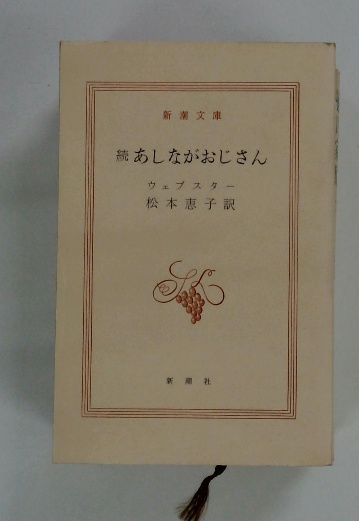 新潮文庫
続 あしながおじさん
ウェブスター
松本恵子訳
新潮社